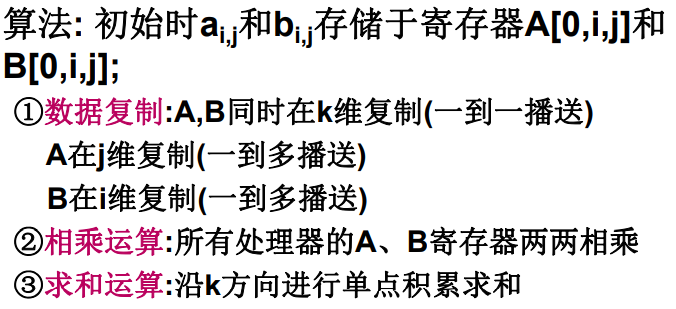 算法: 初始时ai,j和bi,j存储于寄存器A[0,i,j]和
B[0,i,j];
①数据复制:A,B同时在k维复制(一到一播送)
A在j维复制(一到多播送)
B在i维复制(一到多播送)
②相乘运算:所有处理器的A、B寄存器两两相乘
③求和运算:沿k方向进行单点积累求和